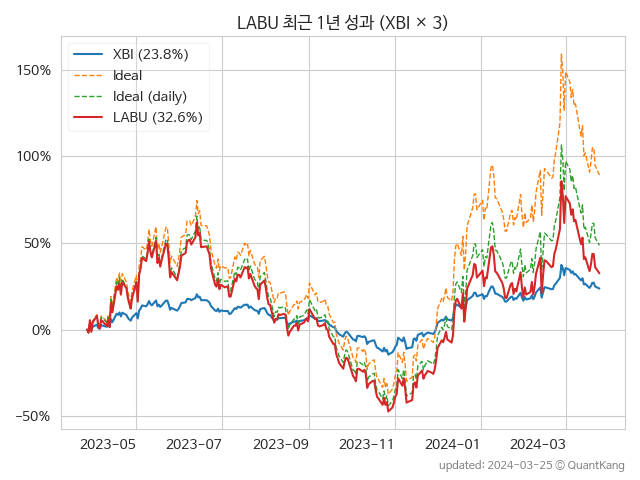 LABU 최근 1년 성과 (XBI × 3)
XBI (23.8%)
Ideal
Ideal (daily)
LABU (32.6%)
150%
100%
50%
0%
−50%
2023-05
2023-07
2023-09
2023-11
2024-01
2024-03
updated: 2024-03-25 © QuantKang